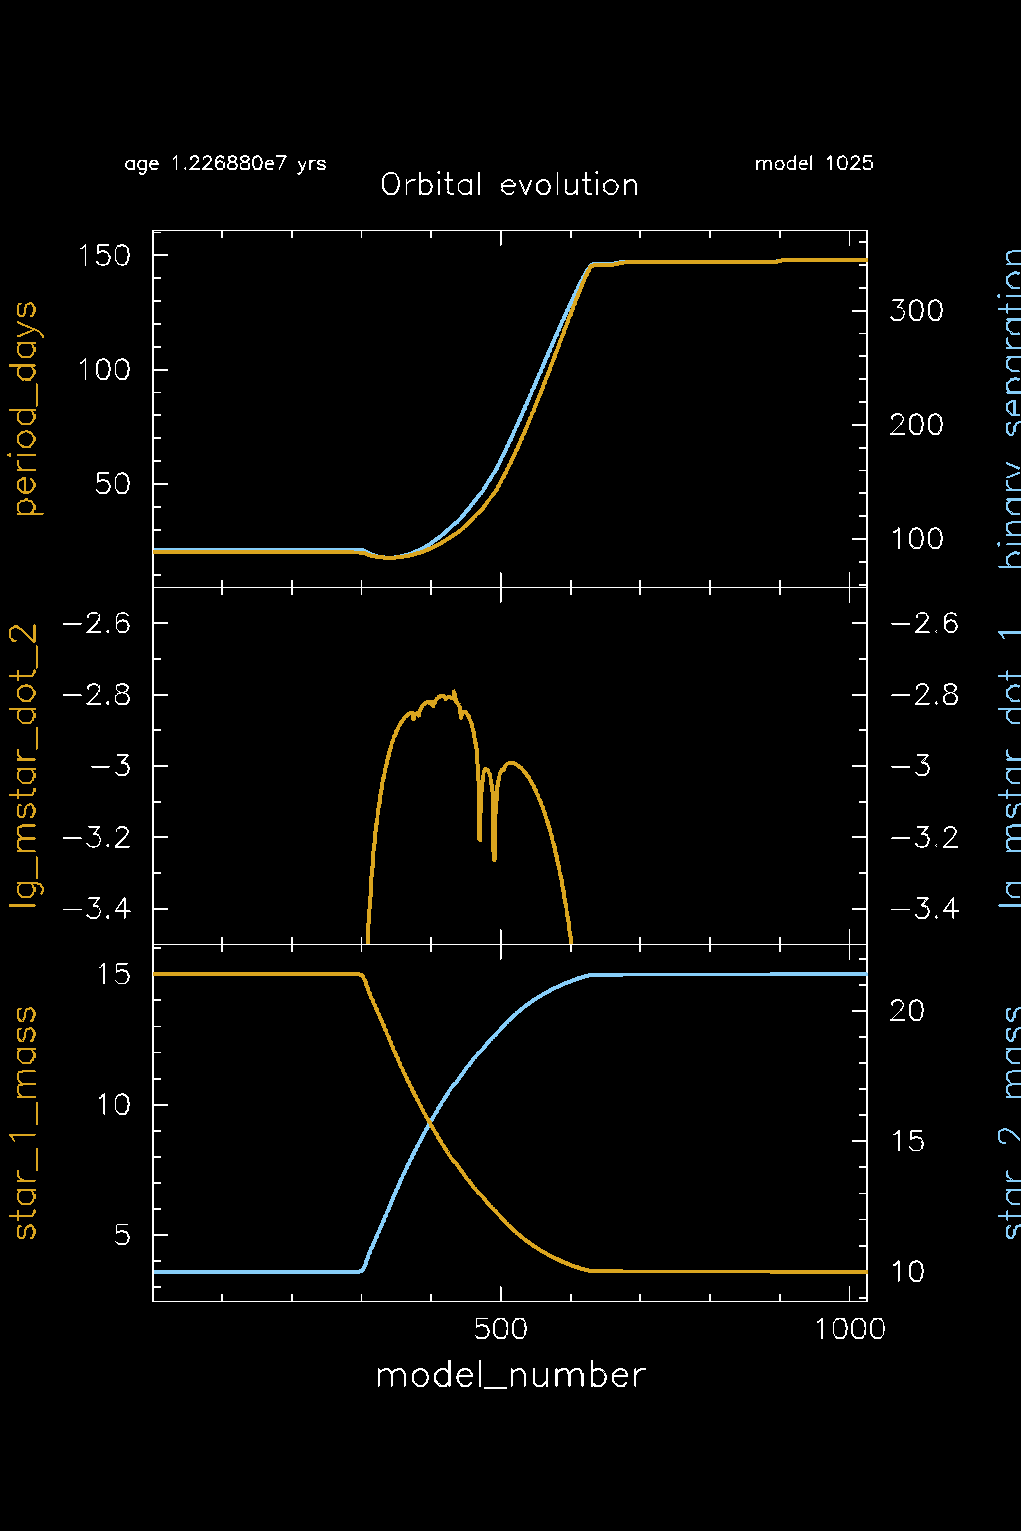 age 1.226880e7 yrs
model 1025
Orbital evolution
period_days
150
100
50
300
200
100
binary_separation
lg_mstar_dot_2
−2.6
−2.8
−3
−3.2
−3.4
−2.6
−2.8
−3
−3.2
−3.4
lg_mstar_dot_1
star_1_mass
15
10
5
20
15
10
star_2_mass
500
1000
model_number